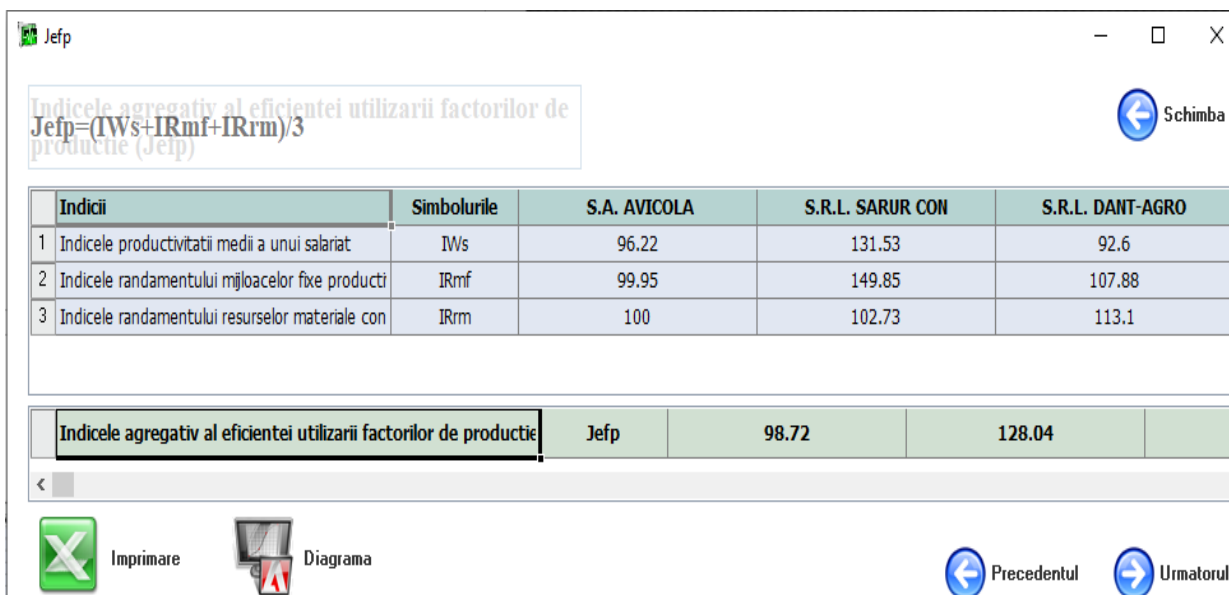 Jefp
Indicele agregativ al eficientei utilizarii factorilor de
Jefp=(IWs+IRmf+IRrm)/3
productie (Jefp)
Schimba
Indicii Simbolurile S.A. AVICOLA S.R.L. SARUR CON S.R.L. DANT-AGRO
1 Indicele productivitatii medii a unui salariat IWs 96.22 131.53 92.6
2 Indicele randamentului mijloacelor fixe producti IRmf 99.95 149.85 107.88
3 Indicele randamentului resurselor materiale con IRrm 100 102.73 113.1
Indicele agregativ al eficientei utilizarii factorilor de productie Jefp 98.72 128.04
Imprimare Diagrama Precedentul Urmatorul